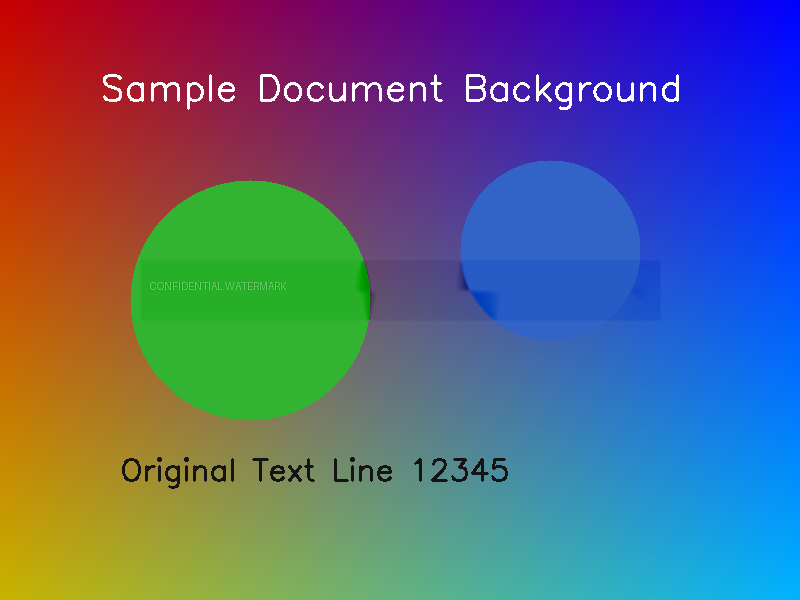 Sample Document Background
CONFIDENTIAL WATERMARK
Original Text Line 12345